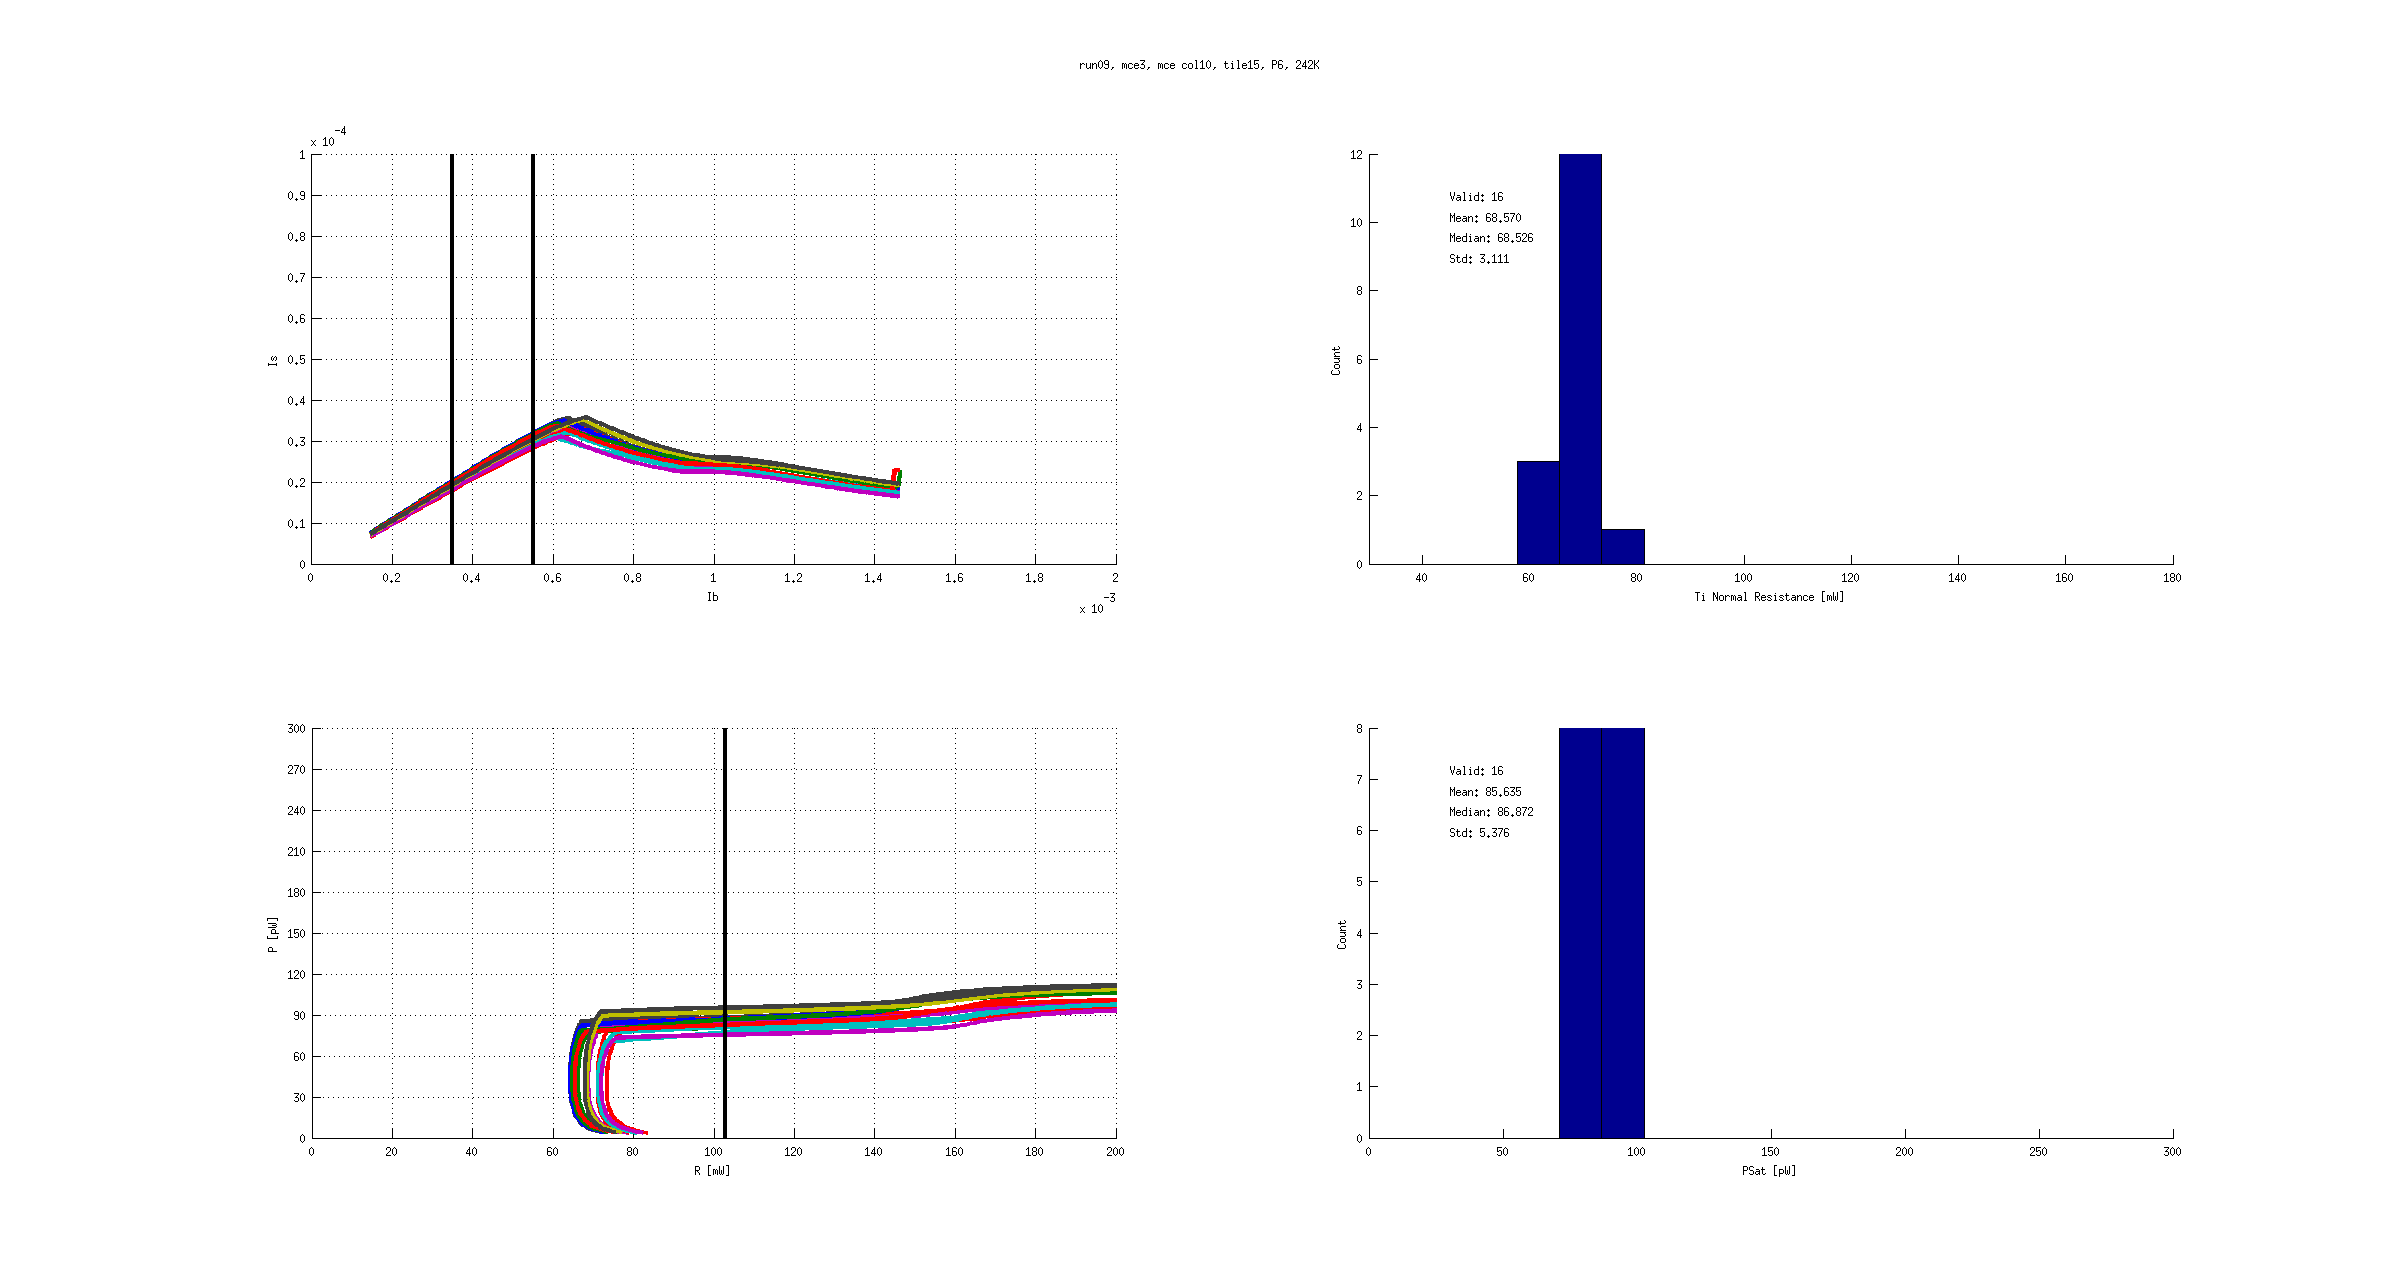 run09, mce3, mce col10, tile15, P6, 242K
x 10 -4
1
0.9
0.8
0.7
0.6
0.5
0.4
0.3
0.2
0.1
0
Is
0 0.2 0.4 0.6 0.8 1 1.2 1.4 1.6 1.8 2
Ib
x 10 -3
12
10
8
6
4
2
0
Count
Valid: 16
Mean: 68.570
Median: 68.526
Std: 3.111
40 60 80 100 120 140 160 180
Ti Normal Resistance [mW]
300
270
240
210
180
150
120
90
60
30
0
P [pW]
0 20 40 60 80 100 120 140 160 180 200
R [mW]
8
7
6
5
4
3
2
1
0
Count
Valid: 16
Mean: 85.635
Median: 86.872
Std: 5.376
0 50 100 150 200 250 300
PSat [pW]